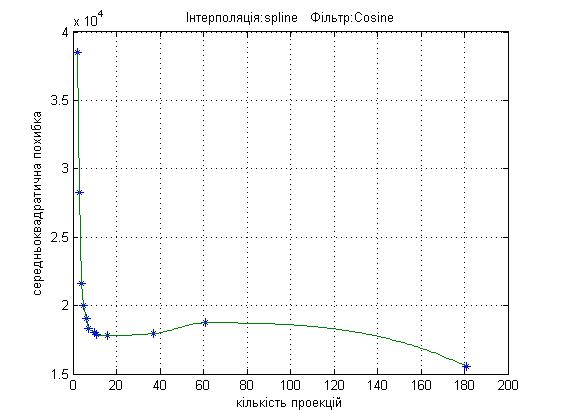 Інтерполяція:spline Фільтр:Cosine
x 10^4
4
3.5
3
2.5
2
1.5
0 20 40 60 80 100 120 140 160 180 200
середньоквадратична похибка
кількість проекцій